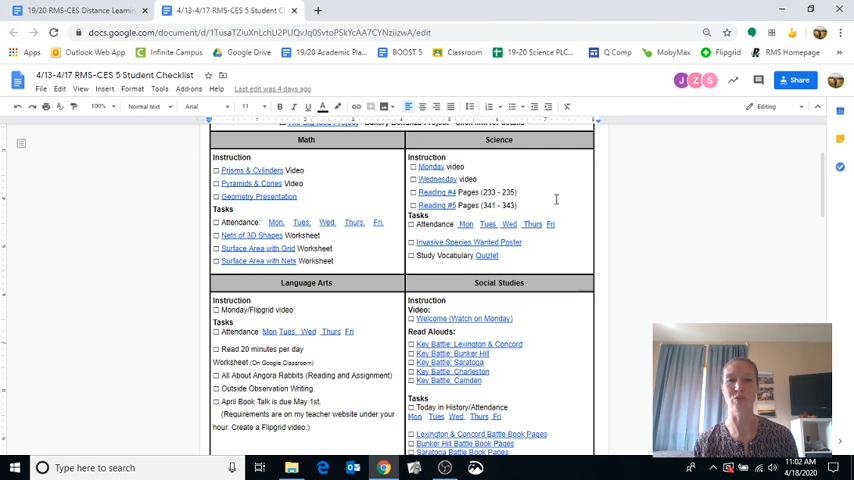 19/20 RMS-CES Distance Learnin
4/13-4/17 RMS-CES 5 Student Ch
docs.google.com/document/d/1TusaTZiuXnLchU2PUQvJq0SvtoPSkYcAA7CYNziizwA/edit
Apps
Outlook Web App
Infinite Campus
Google Drive
19/20 Academic Pla...
BOOST 5
Classroom
19-20 Science PLC...
Q Comp
MobyMax
Flipgrid
RMS Homepage
4/13-4/17 RMS-CES 5 Student Checklist
J Z S
Share
File Edit View Insert Format Tools Add-ons Help
Last edit was 4 days ago
100%
Normal text
Arial
11
Editing
Math
Instruction
Prisms & Cylinders Video
Pyramids & Cones Video
Geometry Presentation
Tasks
Attendance: Mon. Tues. Wed. Thurs. Fri.
Nets of 3D Shapes Worksheet
Surface Area with Grid Worksheet
Surface Area with Nets Worksheet
Science
Instruction
Monday video
Wednesday video
Reading #4 Pages (233 - 235)
Reading #5 Pages (341 - 343)
Tasks
Attendance Mon Tues Wed Thurs Fri
Invasive Species Wanted Poster
Study Vocabulary Quizlet
Language Arts
Instruction
Monday/Flipgrid video
Tasks
Attendance Mon Tues Wed Thurs Fri
Read 20 minutes per day
Worksheet (On Google Classroom)
All About Angora Rabbits (Reading and Assignment)
Outside Observation Writing
April Book Talk is due May 1st.
(Requirements are on my teacher website under your
hour. Create a Flipgrid video.)
Social Studies
Instruction
Video:
Welcome (Watch on Monday)
Read Alouds:
Key Battle: Lexington & Concord
Key Battle: Bunker Hill
Key Battle: Saratoga
Key Battle: Charleston
Key Battle: Camden
Tasks
Today in History/Attendance
Mon Tues Wed Thurs Fri
Lexington & Concord Battle Book Pages
Bunker Hill Battle Book Pages
Saratoga Battle Book Pages
Type here to search
11:02 AM
4/18/2020